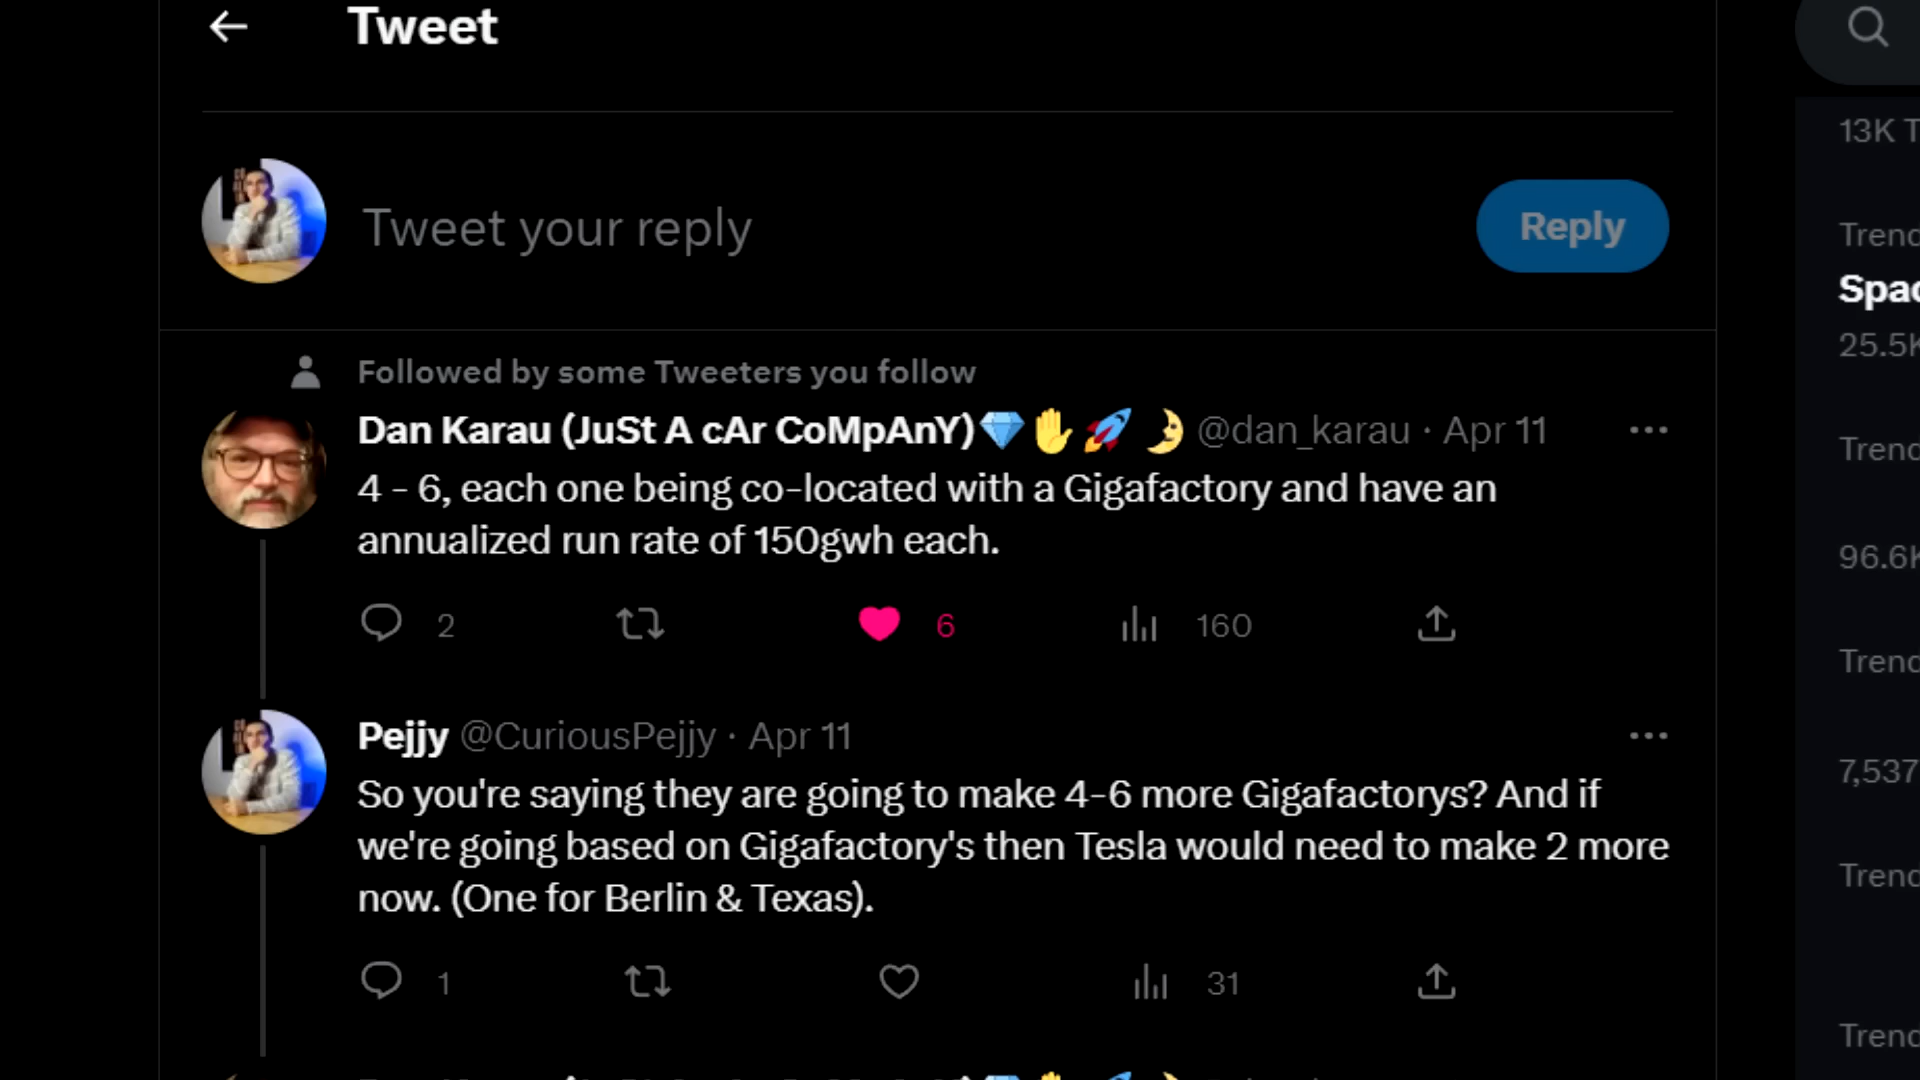 Tweet
Tweet your reply
Reply
Followed by some Tweeters you follow
Dan Karau (JuSt A cAr CoMpAnY)💎✋🚀🌛 @dan_karau · Apr 11
4 - 6, each one being co-located with a Gigafactory and have an
annualized run rate of 150gwh each.
2 6 160
Pejjy @CuriousPejjy · Apr 11
So you're saying they are going to make 4-6 more Gigafactorys? And if
we're going based on Gigafactory's then Tesla would need to make 2 more
now. (One for Berlin & Texas).
1 31
13K T
Trend
Spac
25.5K
Trend
96.6K
Trend
7,537
Trend
Trend